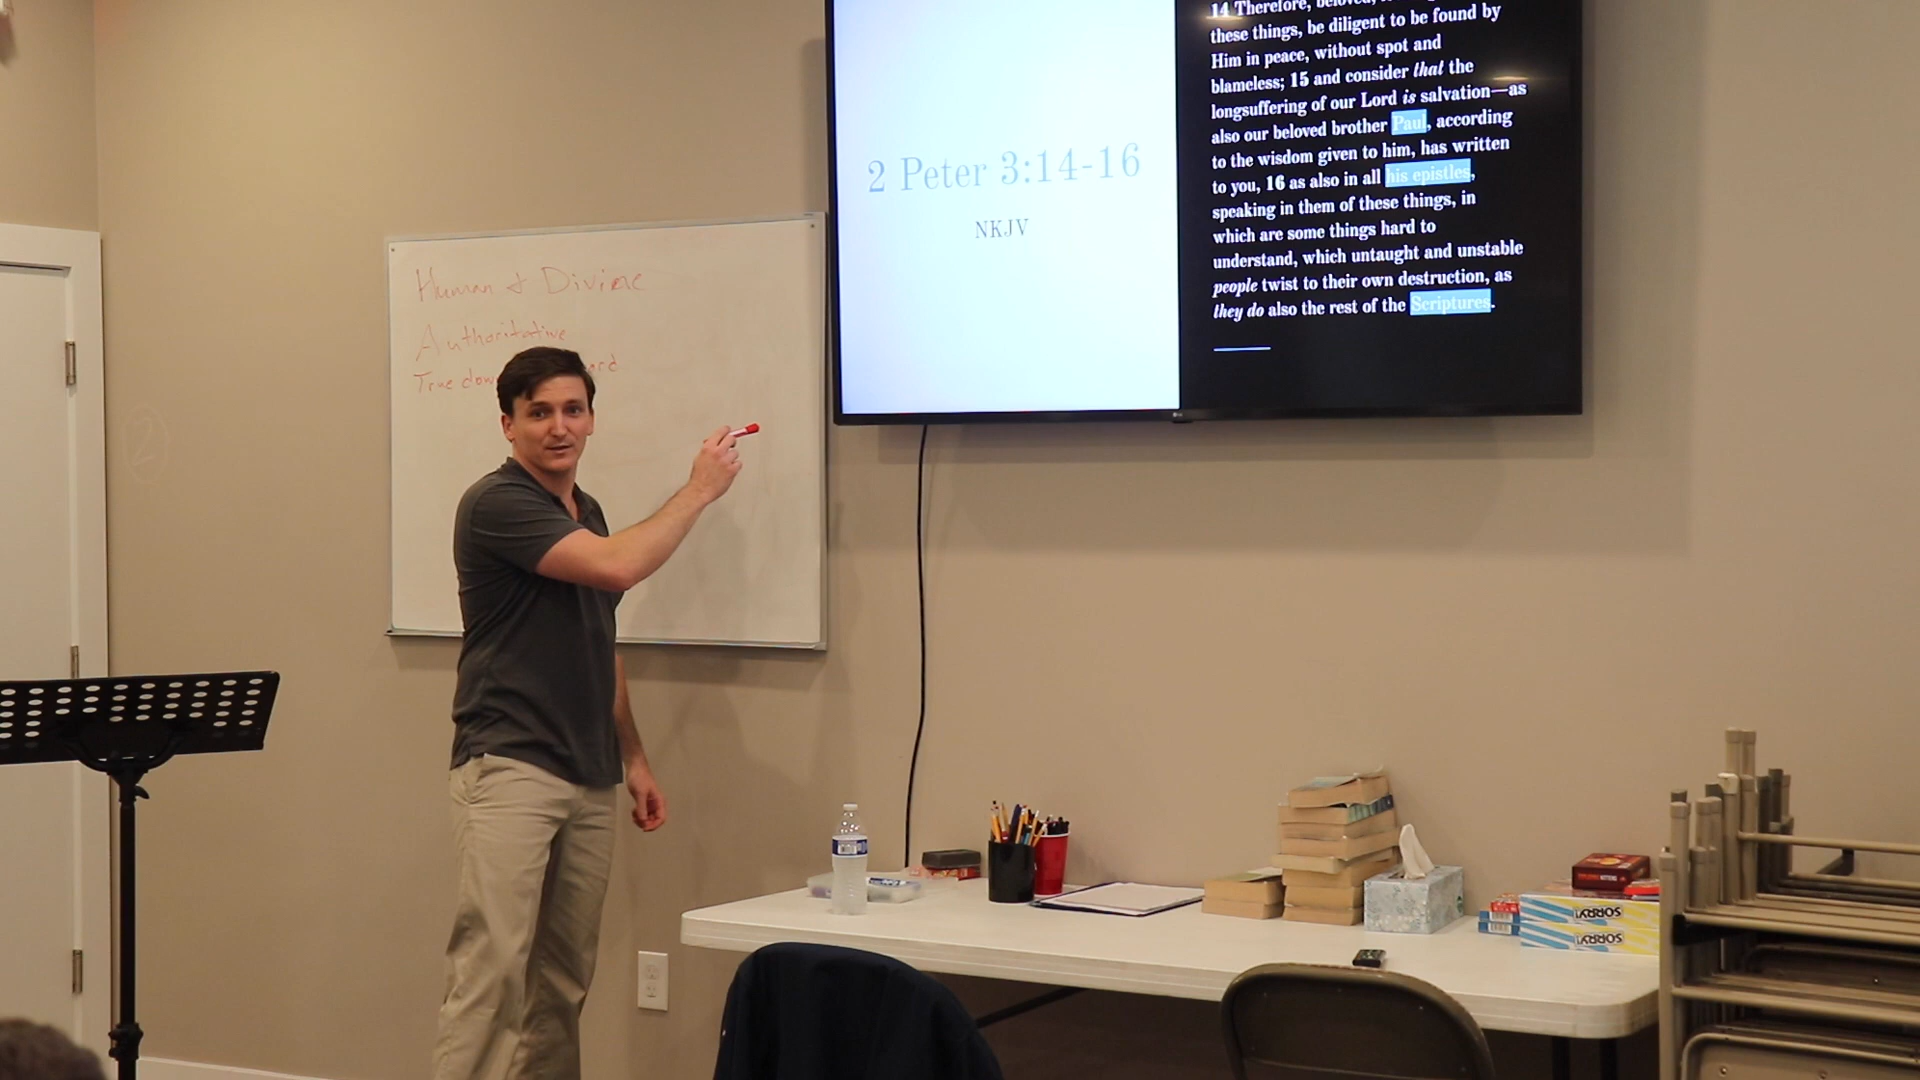 Human & Divine
Authoritative
True
2 Peter 3:14-16
NKJV
14 Therefore, beloved,
these things, be diligent to be found by
Him in peace, without spot and
blameless; 15 and consider that the
longsuffering of our Lord is salvation—as
also our beloved brother Paul, according
to the wisdom given to him, has written
to you, 16 as also in all his epistles,
speaking in them of these things, in
which are some things hard to
understand, which untaught and unstable
people twist to their own destruction, as
they do also the rest of the Scriptures.
SORRY!
SORRY!